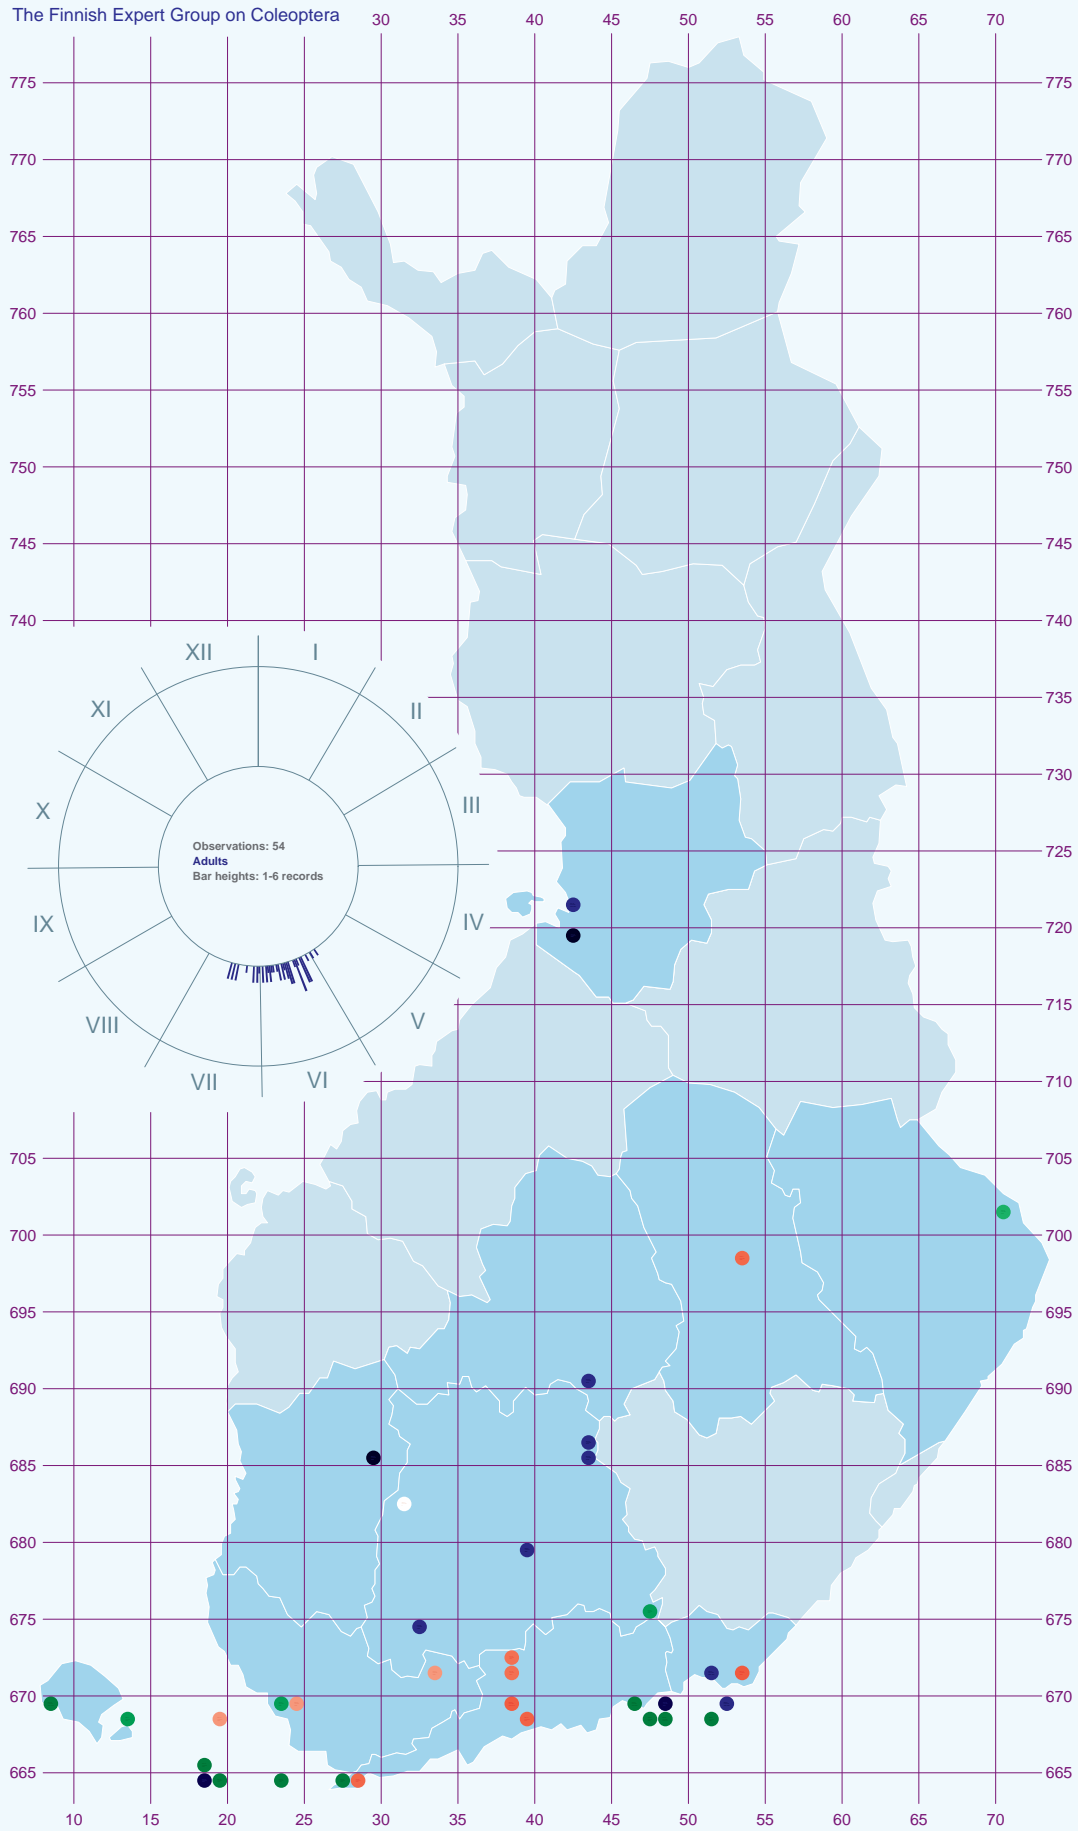 The Finnish Expert Group on Coleoptera
30 40 45 50 55 60 65 70
775 775
770 770
765 765
760 760
755 755
750 750
745 745
740 740
XII I
XI II
735
730
X III
725
Observations: 54
Adults
Bar heights: 1-6 records
IX IV
720
715
VIII V
VII VI
710
705 705
700 700
695 695
690 690
685 685
680 680
675 675
670 670
665 665
10 15 20 25 30 35 40 45 50 55 60 65 70